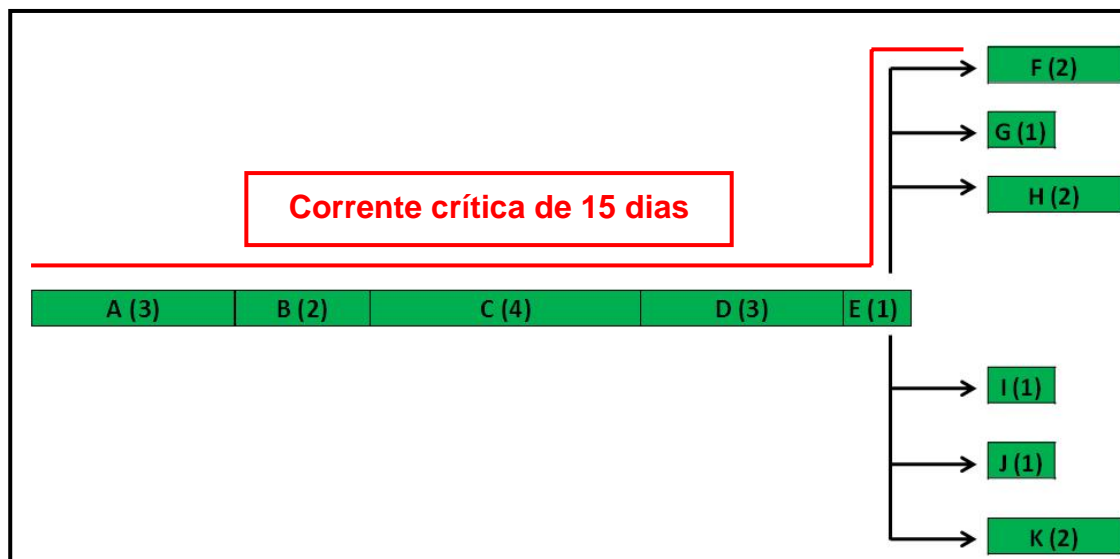 F (2)
G (1)
H (2)
Corrente crítica de 15 dias
A (3) B (2) C (4) D (3) E (1)
I (1)
J (1)
K (2)